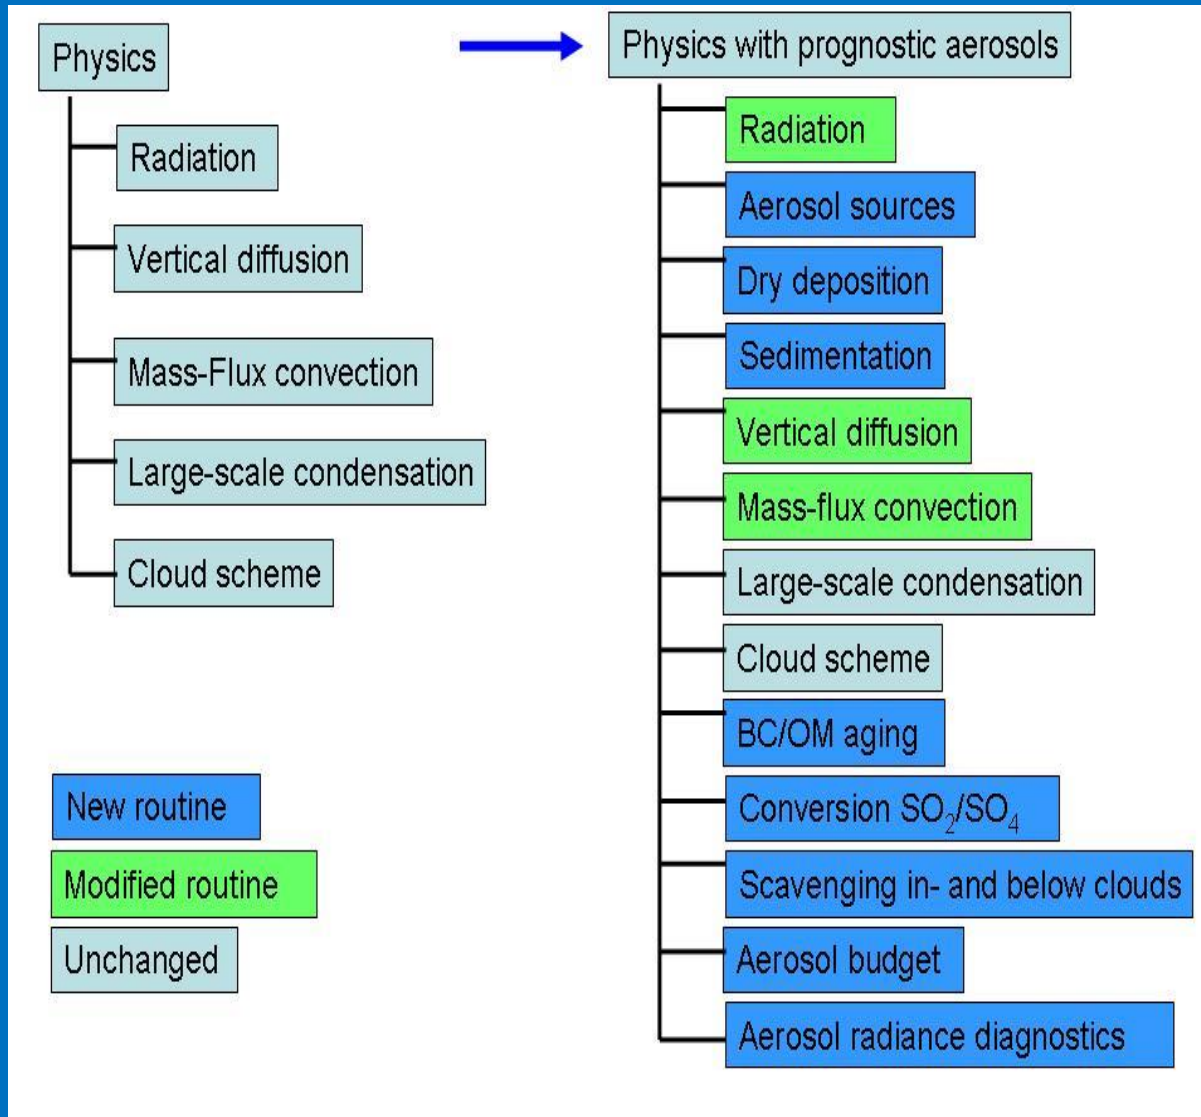 Physics
Radiation
Vertical diffusion
Mass-Flux convection
Large-scale condensation
Cloud scheme
New routine
Modified routine
Unchanged
Physics with prognostic aerosols
Radiation
Aerosol sources
Dry deposition
Sedimentation
Vertical diffusion
Mass-flux convection
Large-scale condensation
Cloud scheme
BC/OM aging
Conversion SO₂/SO₄
Scavenging in- and below clouds
Aerosol budget
Aerosol radiance diagnostics